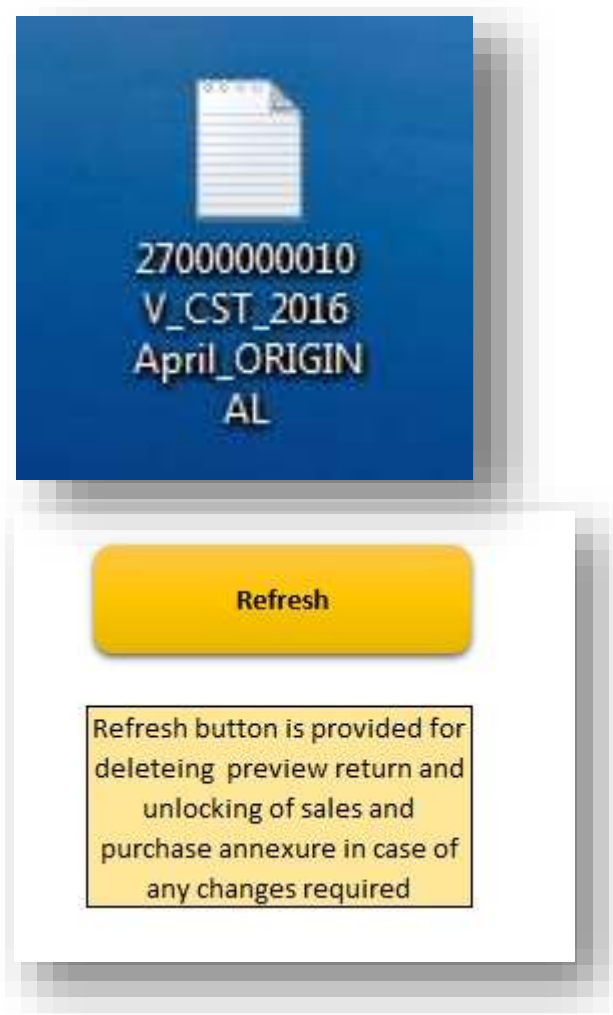 27000000010
V_CST_2016
April_ORIGIN
AL
Refresh
Refresh button is provided for
deleteing preview return and
unlocking of sales and
purchase annexure in case of
any changes required